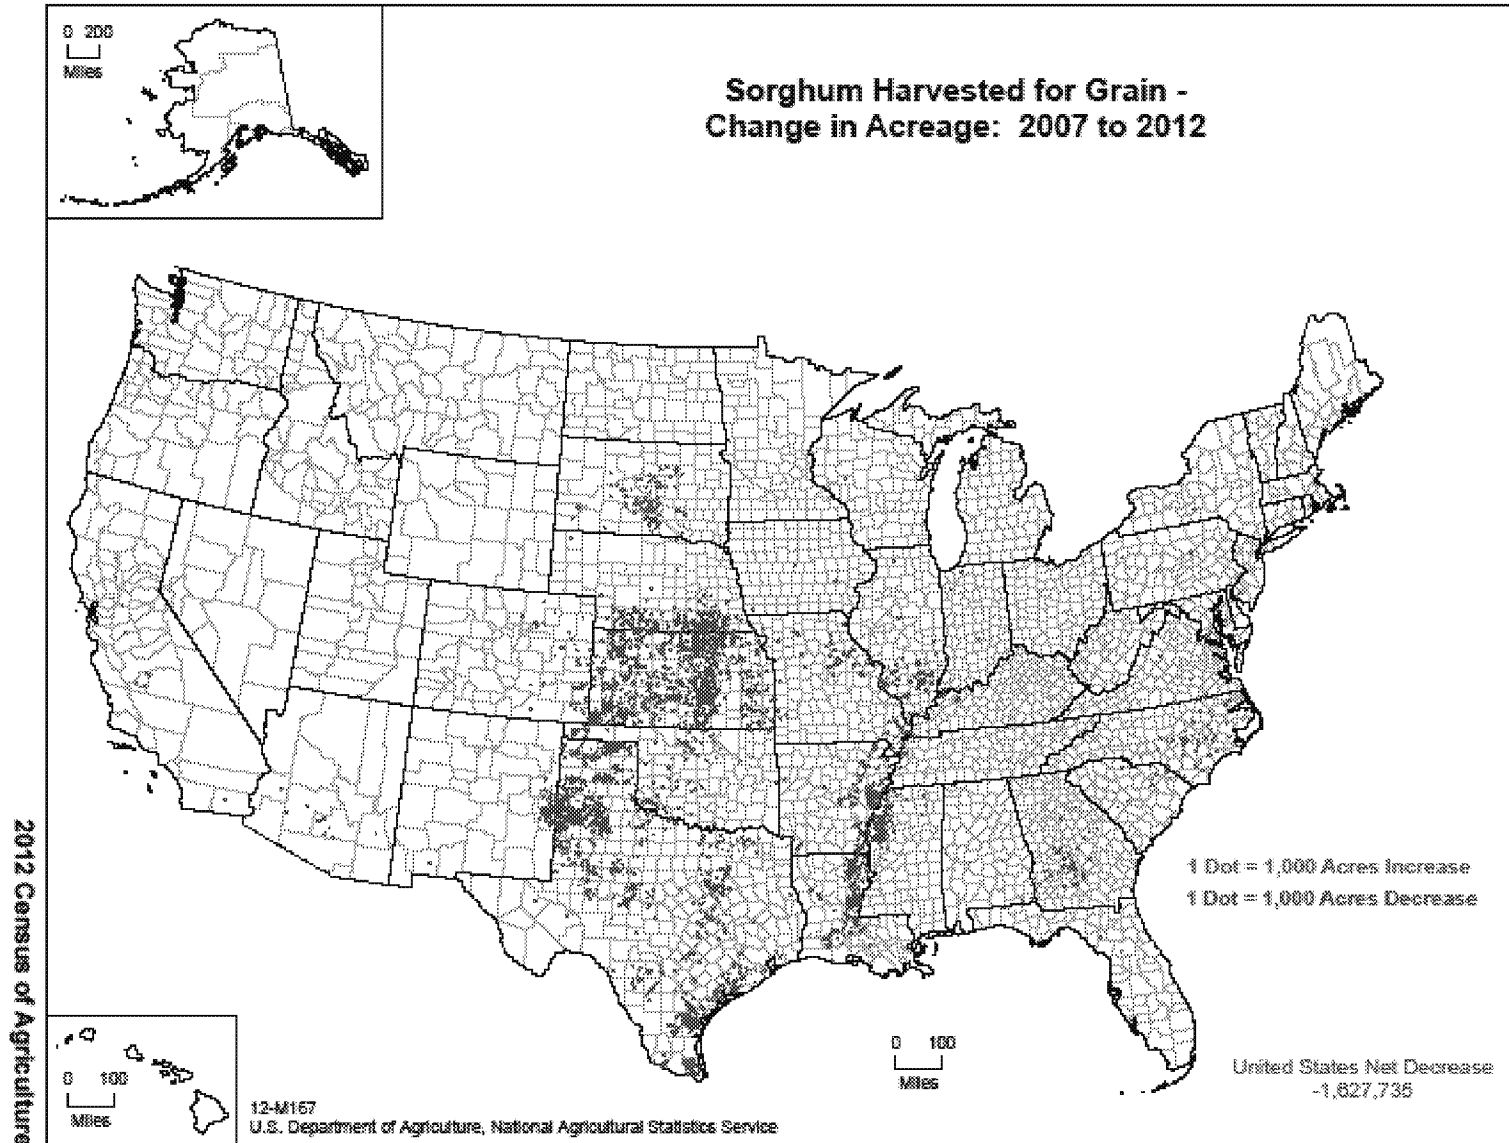 0 200
Miles
Sorghum Harvested for Grain -
Change in Acreage: 2007 to 2012
1 Dot = 1,000 Acres Increase
1 Dot = 1,000 Acres Decrease
0 100
Miles
United States Net Decrease
-1,627,735
0 100
Miles
12-M157
U.S. Department of Agriculture, National Agricultural Statistics Service
2012 Census of Agriculture